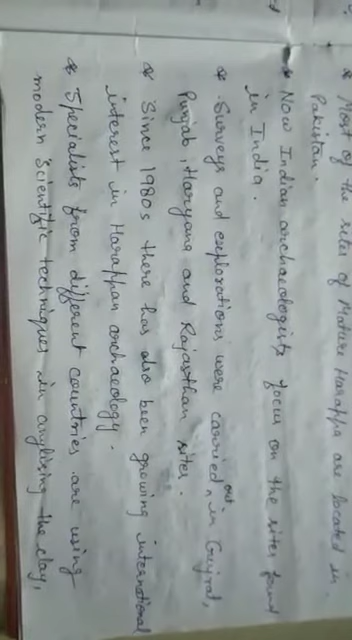 * Most of the sites of Mature Harappa are located in
Pakistan.
* Now Indian archaeologists focus on the sites found
in India.
* Surveys and explorations were carried out in Gujrat,
Punjab, Haryana and Rajasthan sites.
* Since 1980s there has also been growing international
interest in Harappan archaeology.
* Specialists from different countries are using
modern scientific techniques in anylising the clay,